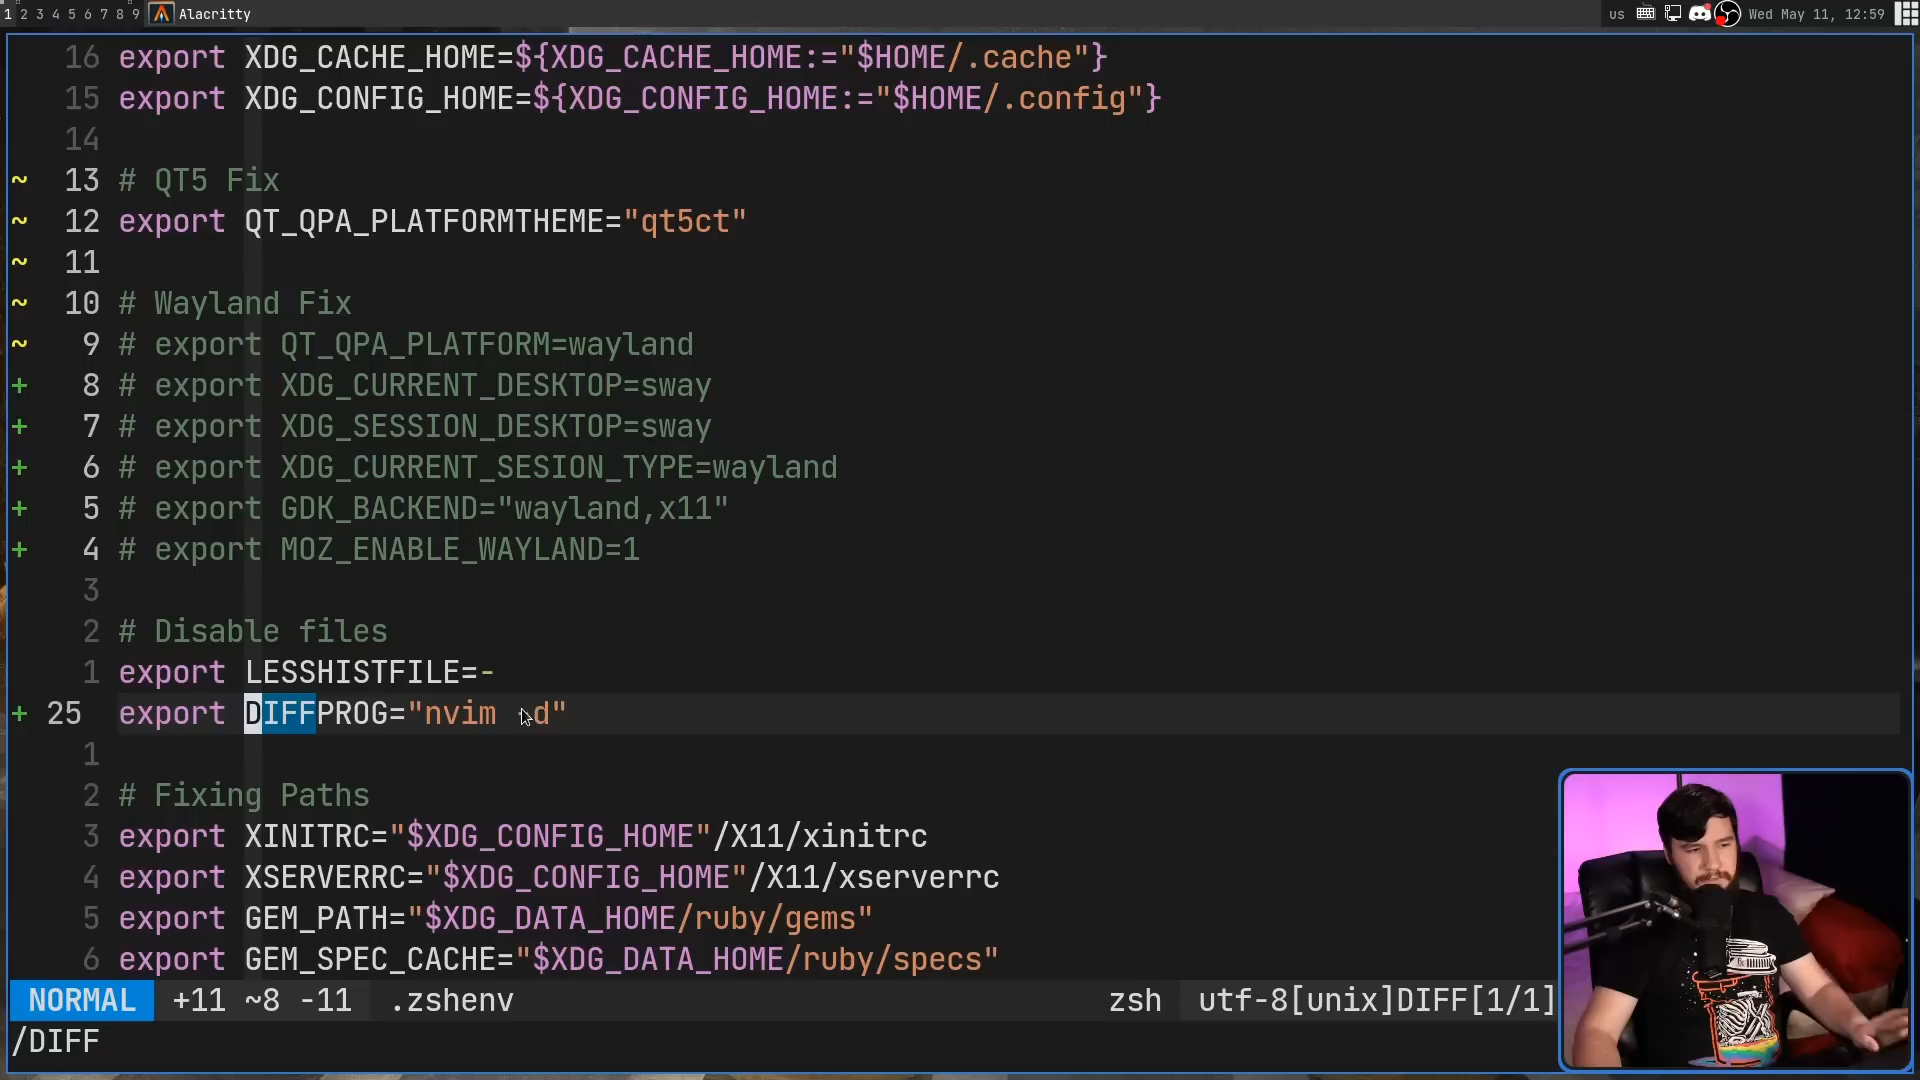 1 2 3 4 5 6 7 8 9 Alacritty us Wed May 11, 12:59
16 export XDG_CACHE_HOME=${XDG_CACHE_HOME:="$HOME/.cache"}
15 export XDG_CONFIG_HOME=${XDG_CONFIG_HOME:="$HOME/.config"}
14
~ 13 # QT5 Fix
~ 12 export QT_QPA_PLATFORMTHEME="qt5ct"
~ 11
~ 10 # Wayland Fix
~ 9 # export QT_QPA_PLATFORM=wayland
+ 8 # export XDG_CURRENT_DESKTOP=sway
+ 7 # export XDG_SESSION_DESKTOP=sway
+ 6 # export XDG_CURRENT_SESION_TYPE=wayland
+ 5 # export GDK_BACKEND="wayland,x11"
+ 4 # export MOZ_ENABLE_WAYLAND=1
3
2 # Disable files
1 export LESSHISTFILE=-
+ 25 export DIFFPROG="nvim -d"
1
2 # Fixing Paths
3 export XINITRC="$XDG_CONFIG_HOME"/X11/xinitrc
4 export XSERVERRC="$XDG_CONFIG_HOME"/X11/xserverrc
5 export GEM_PATH="$XDG_DATA_HOME/ruby/gems"
6 export GEM_SPEC_CACHE="$XDG_DATA_HOME/ruby/specs"
NORMAL +11 ~8 -11 .zshenv zsh utf-8[unix]DIFF[1/1]
/DIFF